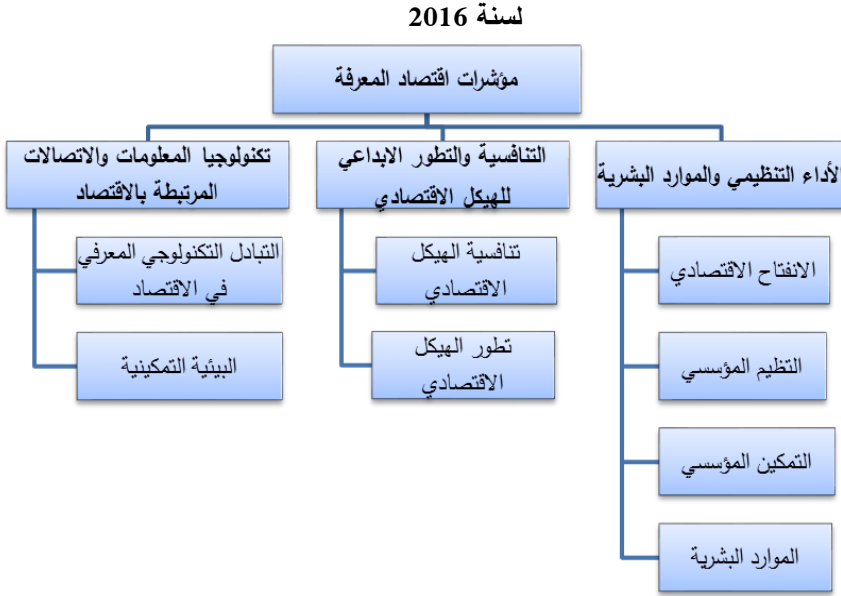 لسنة 2016
مؤشرات اقتصاد المعرفة
الأداء التنظيمي والموارد البشرية
الانفتاح الاقتصادي
التظيم المؤسسي
التمكين المؤسسي
الموارد البشرية
التنافسية والتطور الابداعي
للهيكل الاقتصادي
تنافسية الهيكل
الاقتصادي
تطور الهيكل
الاقتصادي
تكنولوجيا المعلومات والاتصالات
المرتبطة بالاقتصاد
التبادل التكنولوجي المعرفي
في الاقتصاد
البيئية التمكينية